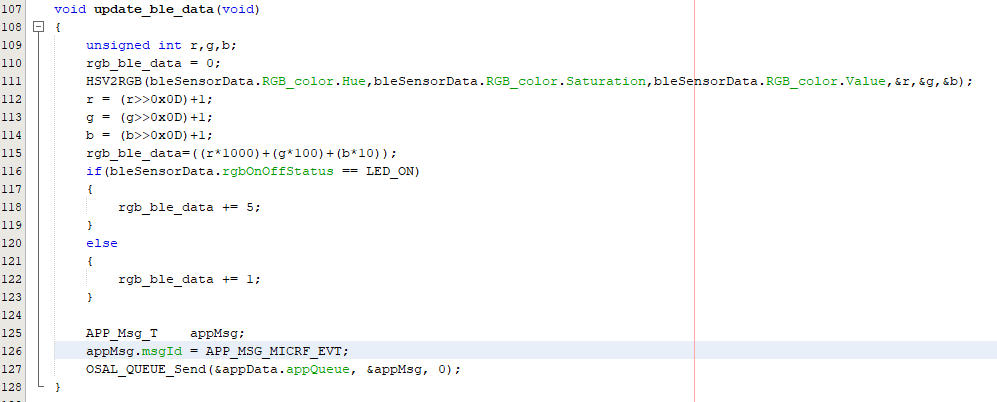 107 void update_ble_data(void)
108 {
109 unsigned int r,g,b;
110 rgb_ble_data = 0;
111 HSV2RGB(bleSensorData.RGB_color.Hue,bleSensorData.RGB_color.Saturation,bleSensorData.RGB_color.Value,&r,&g,&b);
112 r = (r>>0x0D)+1;
113 g = (g>>0x0D)+1;
114 b = (b>>0x0D)+1;
115 rgb_ble_data=((r*1000)+(g*100)+(b*10));
116 if(bleSensorData.rgbOnOffStatus == LED_ON)
117 {
118 rgb_ble_data += 5;
119 }
120 else
121 {
122 rgb_ble_data += 1;
123 }
124
125 APP_Msg_T    appMsg;
126 appMsg.msgId = APP_MSG_MICRF_EVT;
127 OSAL_QUEUE_Send(&appData.appQueue, &appMsg, 0);
128 }